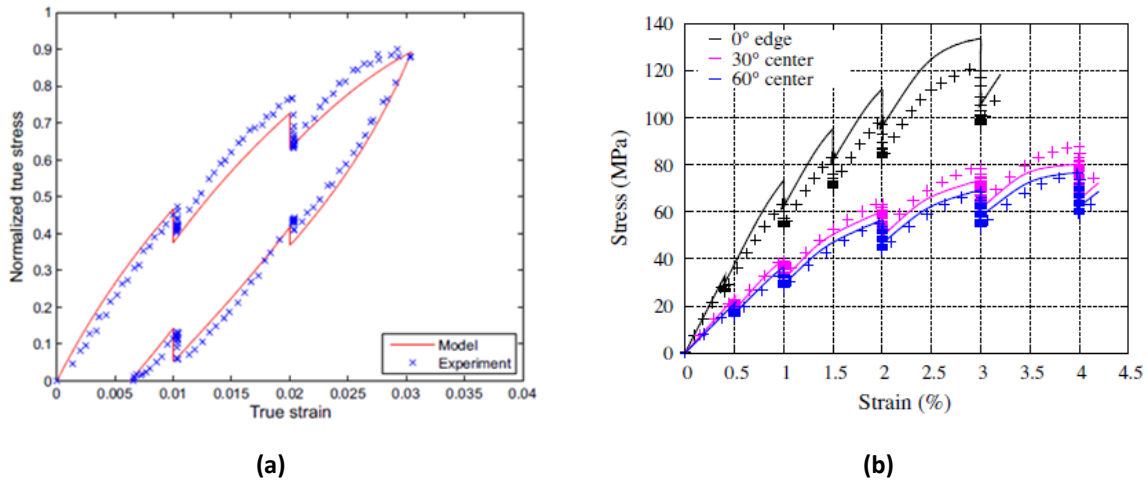 1
0.9
0.8
0.7
0.6
0.5
0.4
0.3
0.2
0.1
0
Normalized true stress
0 0.005 0.01 0.015 0.02 0.025 0.03 0.035 0.04
True strain
Model
Experiment
(a)
140
120
100
80
60
40
20
0
Stress (MPa)
0° edge
30° center
60° center
0 0.5 1 1.5 2 2.5 3 3.5 4 4.5
Strain (%)
(b)